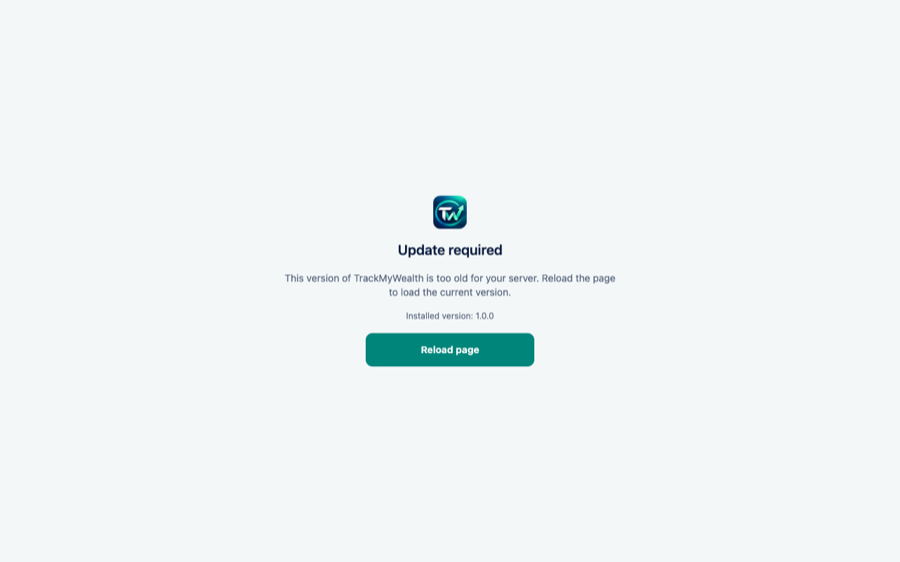 TW
Update required
This version of TrackMyWealth is too old for your server. Reload the page
to load the current version.
Installed version: 1.0.0
Reload page